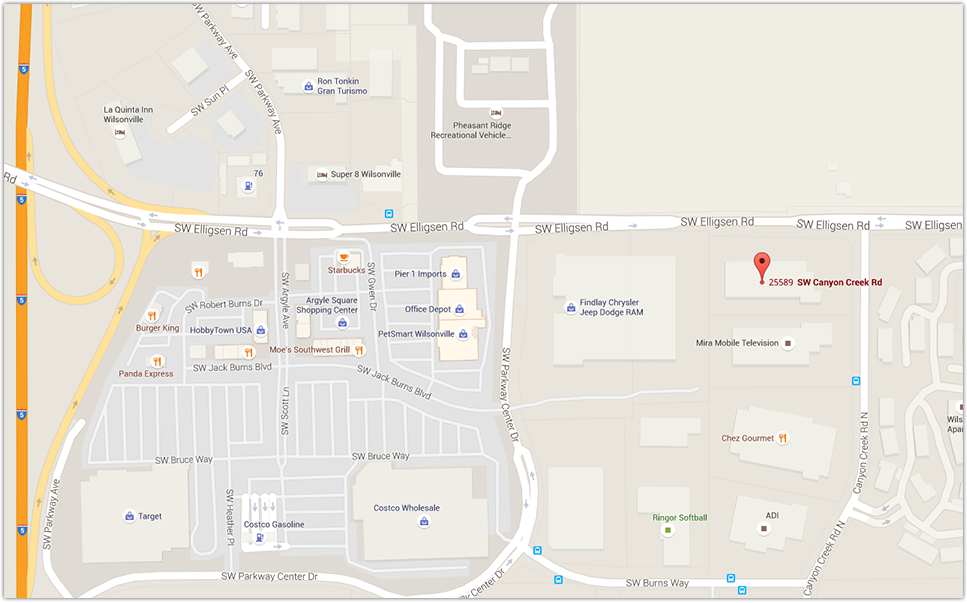 SW Parkway Ave
5
Ron Tonkin
Gran Turismo
SW Sun Pl
SW Parkway Ave
La Quinta Inn
Wilsonville
Pheasant Ridge
Recreational Vehicle...
76
Super 8 Wilsonville
Rd
5
SW Elligsen Rd
SW Elligsen Rd
SW Elligsen Rd
SW Elligsen Rd
SW Elligsen Rd
SW Elligsen
Starbucks
Pier 1 Imports
25589 SW Canyon Creek Rd
SW Argyle Ave
SW Gwen Dr
5
SW Robert Burns Dr
Argyle Square
Shopping Center
Office Depot
Findlay Chrysler
Jeep Dodge RAM
Burger King
HobbyTown USA
PetSmart Wilsonville
Moe's Southwest Grill
Mira Mobile Television
Panda Express
SW Jack Burns Blvd
SW Jack Burns Blvd
SW Parkway Center Dr
SW Scott Ln
5
Canyon Creek Rd N
Wils
Apar
Chez Gourmet
SW Bruce Way
SW Bruce Way
SW Parkway Ave
SW Heather Pl
Target
Costco Wholesale
Costco Gasoline
Ringor Softball
ADI
5
Canyon Creek Rd N
SW Parkway Center Dr
Center Dr
SW Burns Way